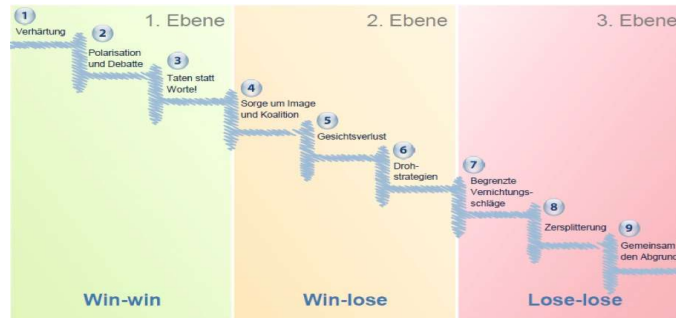 1. Ebene
2. Ebene
3. Ebene
1
Verhärtung
2
Polarisation
und Debatte
3
Taten statt
Worte!
4
Sorge um Image
und Koalition
5
Gesichtsverlust
6
Droh-
strategien
7
Begrenzte
Vernichtungs-
schläge
8
Zersplitterung
9
Gemeinsam
den Abgrund
Win-win
Win-lose
Lose-lose